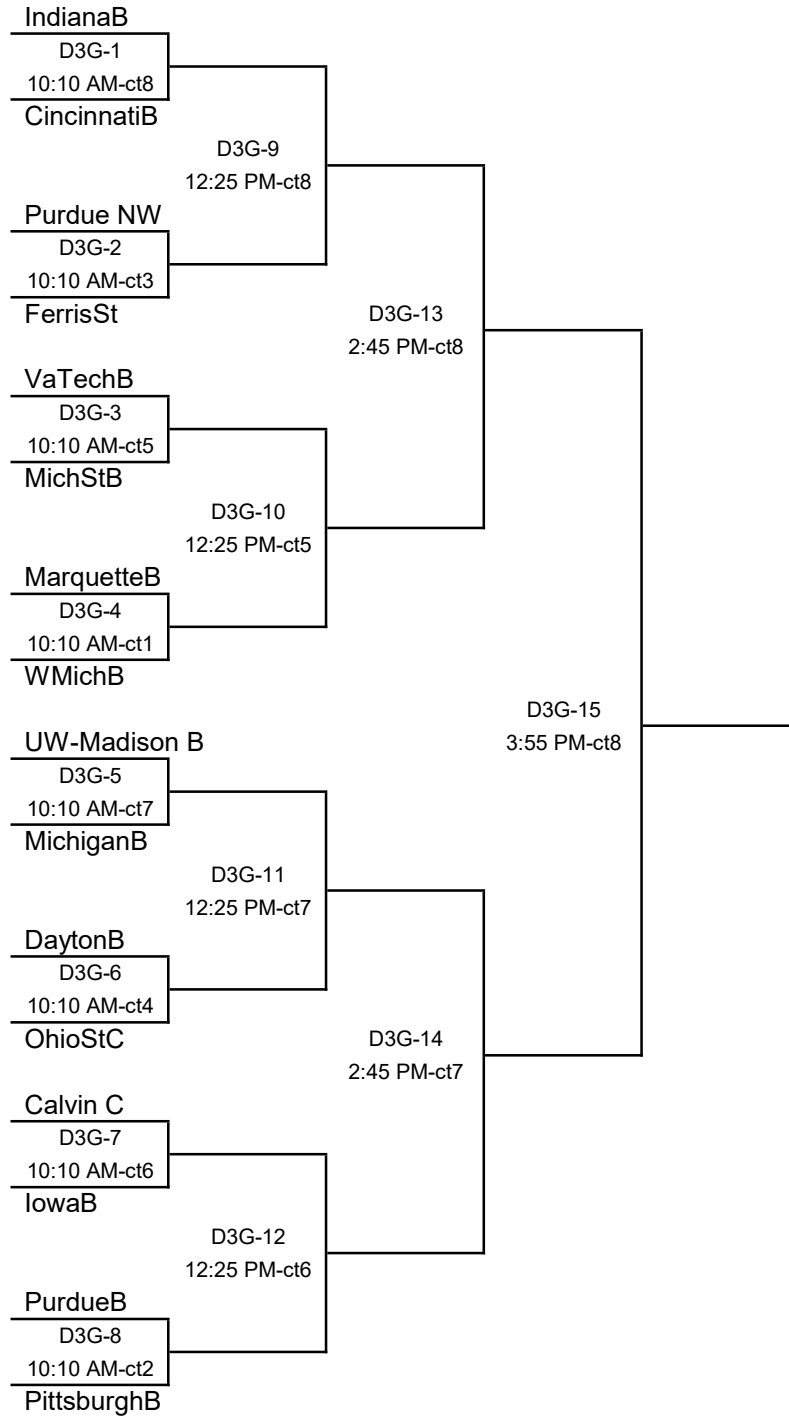 IndianaB
D3G-1
10:10 AM-ct8
CincinnatiB
D3G-9
12:25 PM-ct8
Purdue NW
D3G-2
10:10 AM-ct3
FerrisSt
D3G-13
2:45 PM-ct8
VaTechB
D3G-3
10:10 AM-ct5
MichStB
D3G-10
12:25 PM-ct5
MarquetteB
D3G-4
10:10 AM-ct1
WMichB
D3G-15
3:55 PM-ct8
UW-Madison B
D3G-5
10:10 AM-ct7
MichiganB
D3G-11
12:25 PM-ct7
DaytonB
D3G-6
10:10 AM-ct4
OhioStC
D3G-14
2:45 PM-ct7
Calvin C
D3G-7
10:10 AM-ct6
IowaB
D3G-12
12:25 PM-ct6
PurdueB
D3G-8
10:10 AM-ct2
PittsburghB